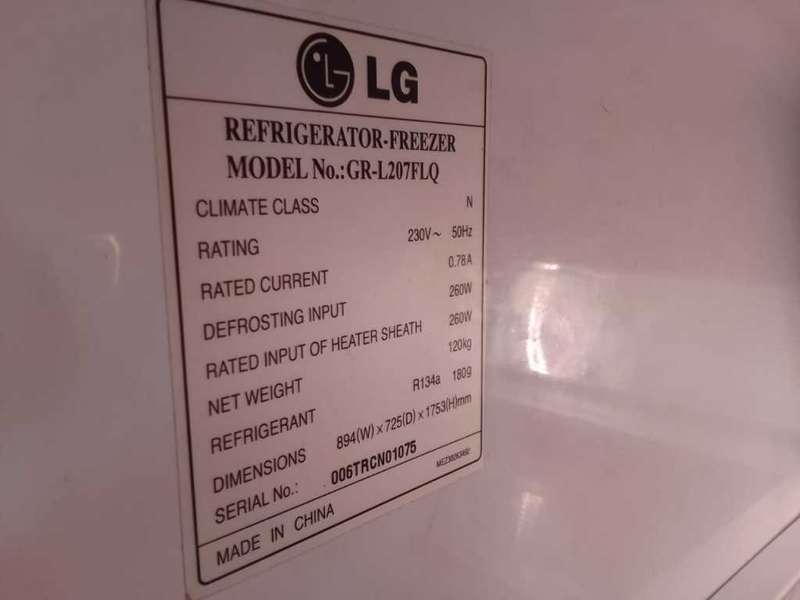 LG
REFRIGERATOR-FREEZER
MODEL No.:GR-L207FLQ
CLIMATE CLASS N
RATING 230V~ 50Hz
RATED CURRENT 0.78A
DEFROSTING INPUT 260W
RATED INPUT OF HEATER SHEATH 260W
NET WEIGHT 120kg
REFRIGERANT R134a 180g
DIMENSIONS 894(W) x 725(D) x 1753(H)mm
SERIAL No.: 006TRCN01075
MADE IN CHINA